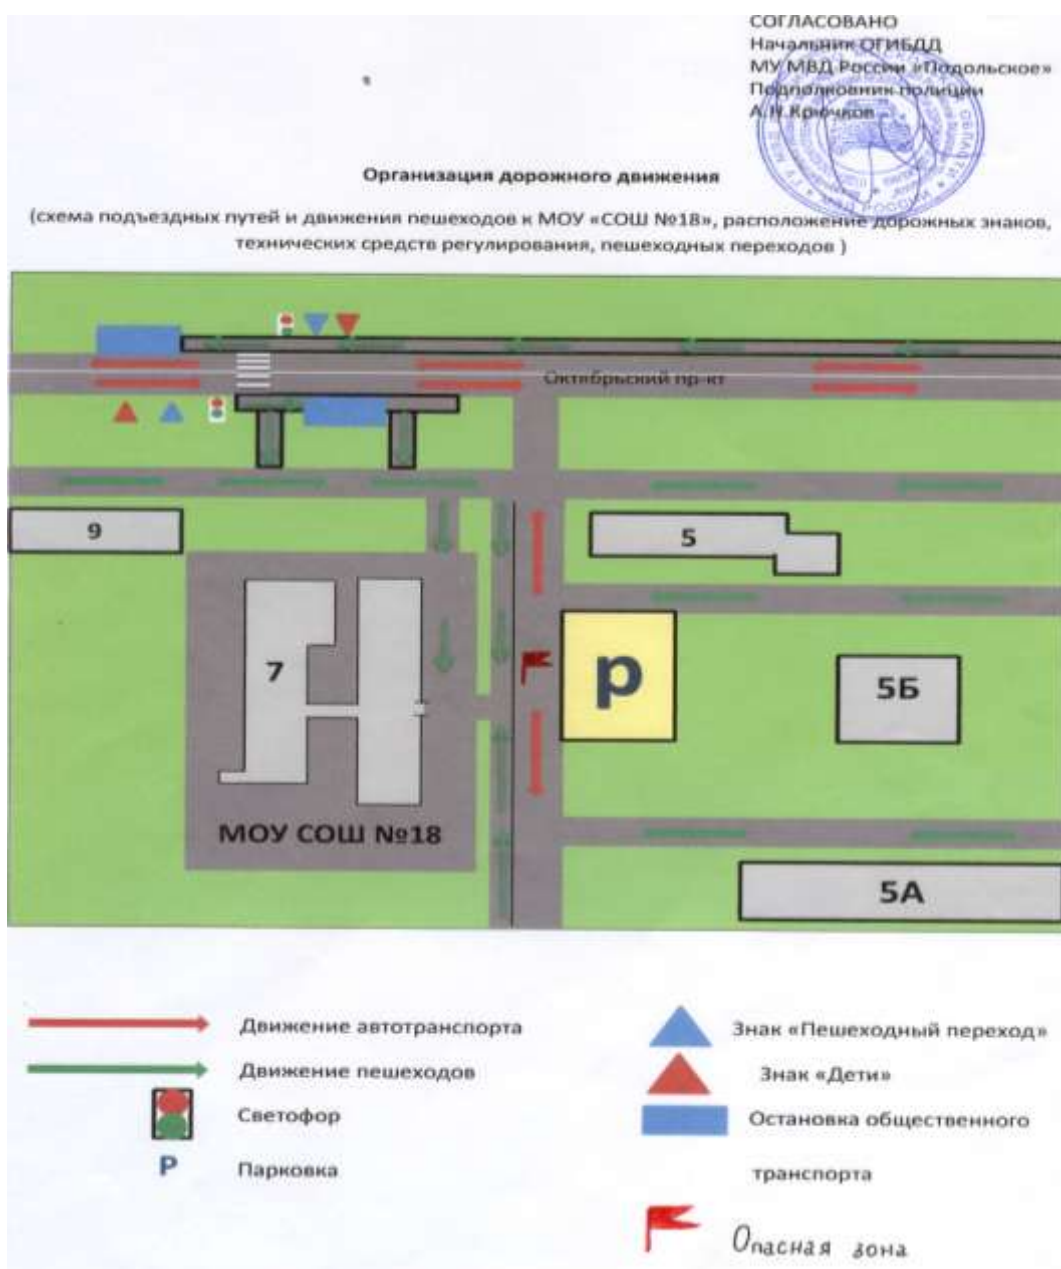 СОГЛАСОВАНО
Начальник ОГИБДД
МУ МВД России «Подольское»
Подполковник полиции
А.Н.Крючков
Организация дорожного движения
(схема подъездных путей и движения пешеходов к МОУ «СОШ №18», расположение дорожных знаков,
технических средств регулирования, пешеходных переходов )
Октябрьский пр-кт
9
5
7
р
5Б
МОУ СОШ №18
5А
Движение автотранспорта
Знак «Пешеходный переход»
Движение пешеходов
Знак «Дети»
Светофор
Остановка общественного
транспорта
Р
Парковка
Опасная зона